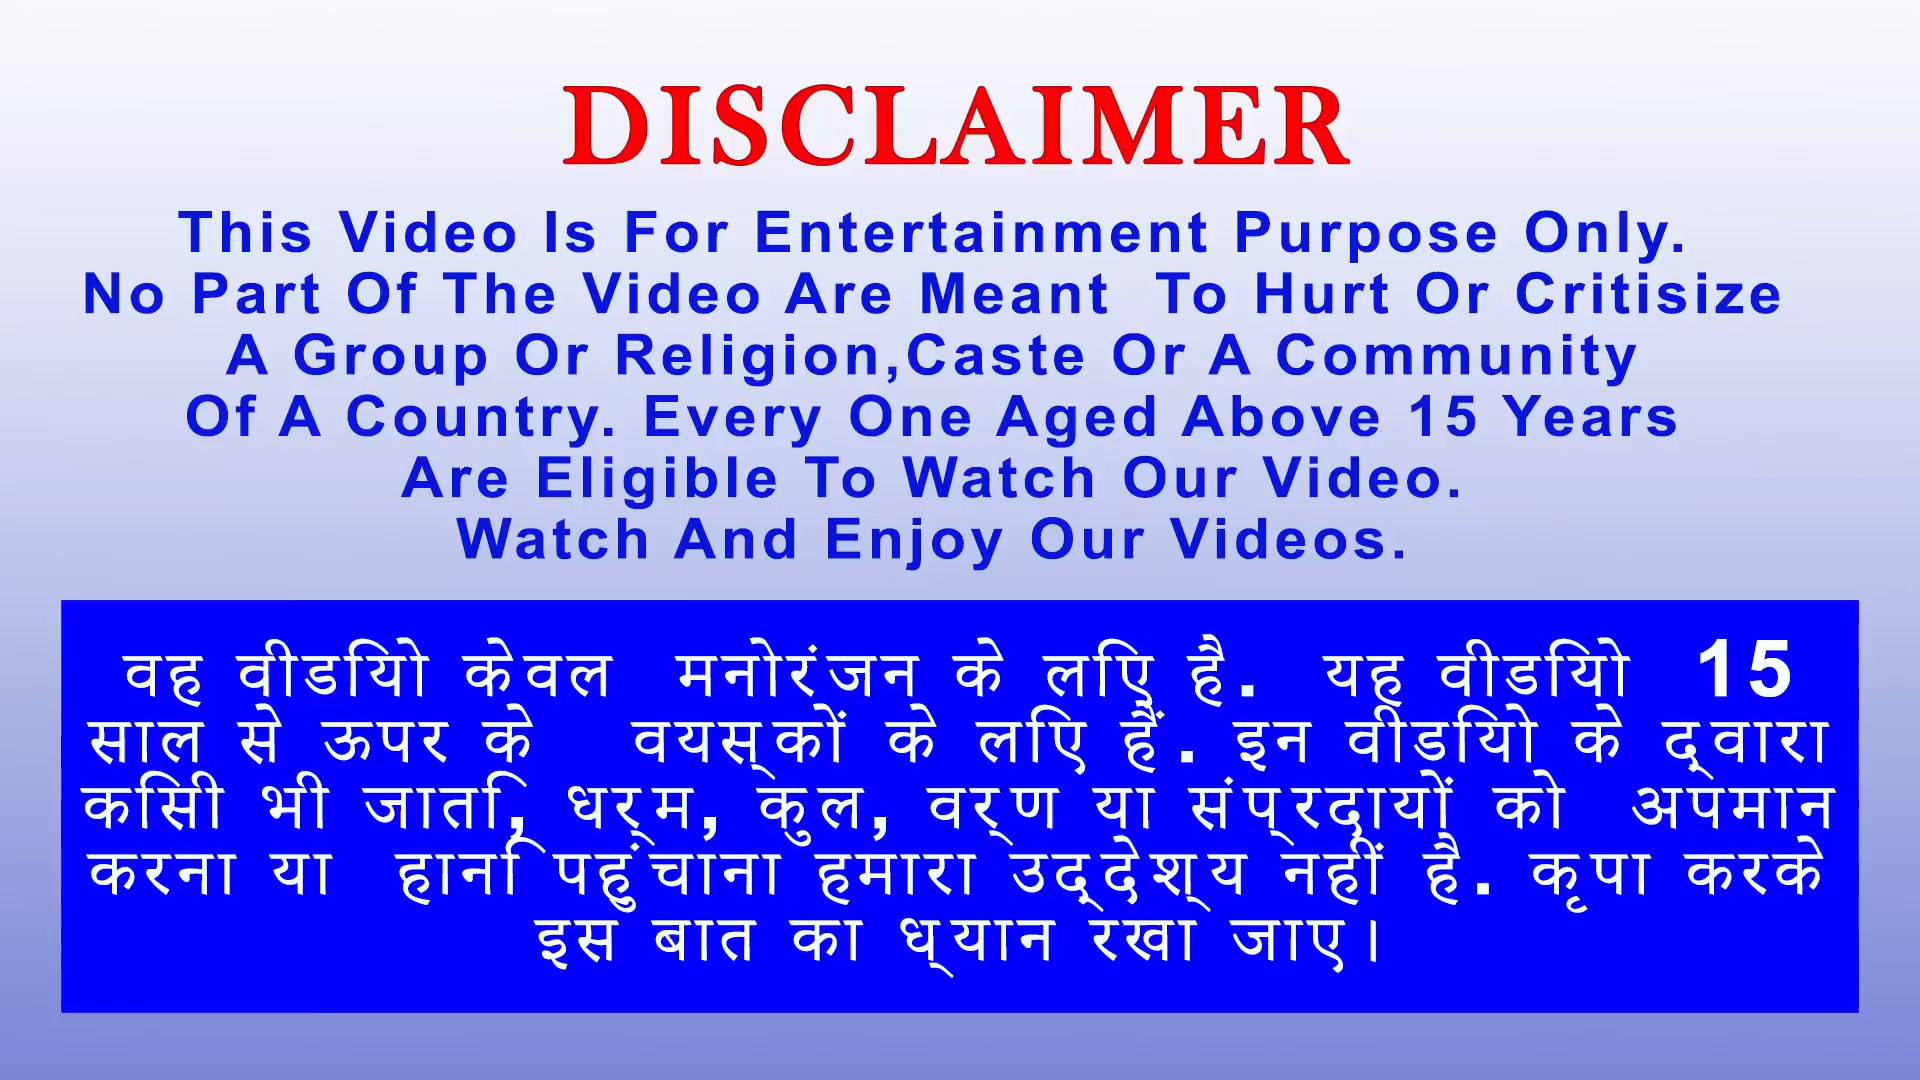 DISCLAIMER
This Video Is For Entertainment Purpose Only.
No Part Of The Video Are Meant To Hurt Or Critisize
A Group Or Religion,Caste Or A Community
Of A Country. Every One Aged Above 15 Years
Are Eligible To Watch Our Video.
Watch And Enjoy Our Videos.
वह वीडियो केवल मनोरंजन के लिए है. यह वीडियो 15
साल से ऊपर के वयस्कों के लिए हैं. इन वीडियो के द्वारा
किसी भी जाति, धर्म, कुल, वर्ण या संप्रदायों को अपमान
करना या हानि पहुंचाना हमारा उद्देश्य नहीं है. कृपा करके
इस बात का ध्यान रखा जाए।